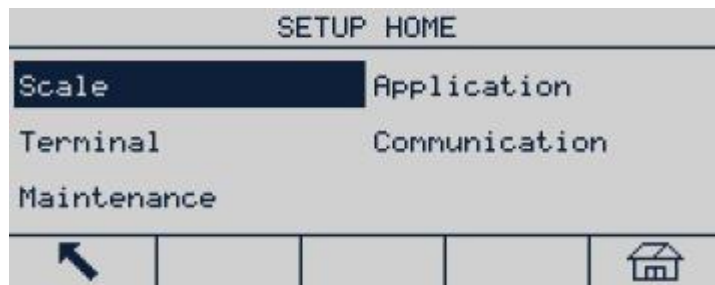 SETUP HOME
Scale
Application
Terminal
Communication
Maintenance